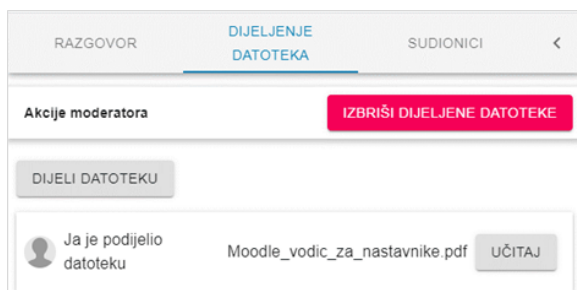 RAZGOVOR
DIJELJENJE
DATOTEKA
SUDIONICI
Akcije moderatora
IZBRIŠI DIJELJENE DATOTEKE
DIJELI DATOTEKU
Ja je podijelio
datoteku
Moodle_vodic_za_nastavnike.pdf
UČITAJ